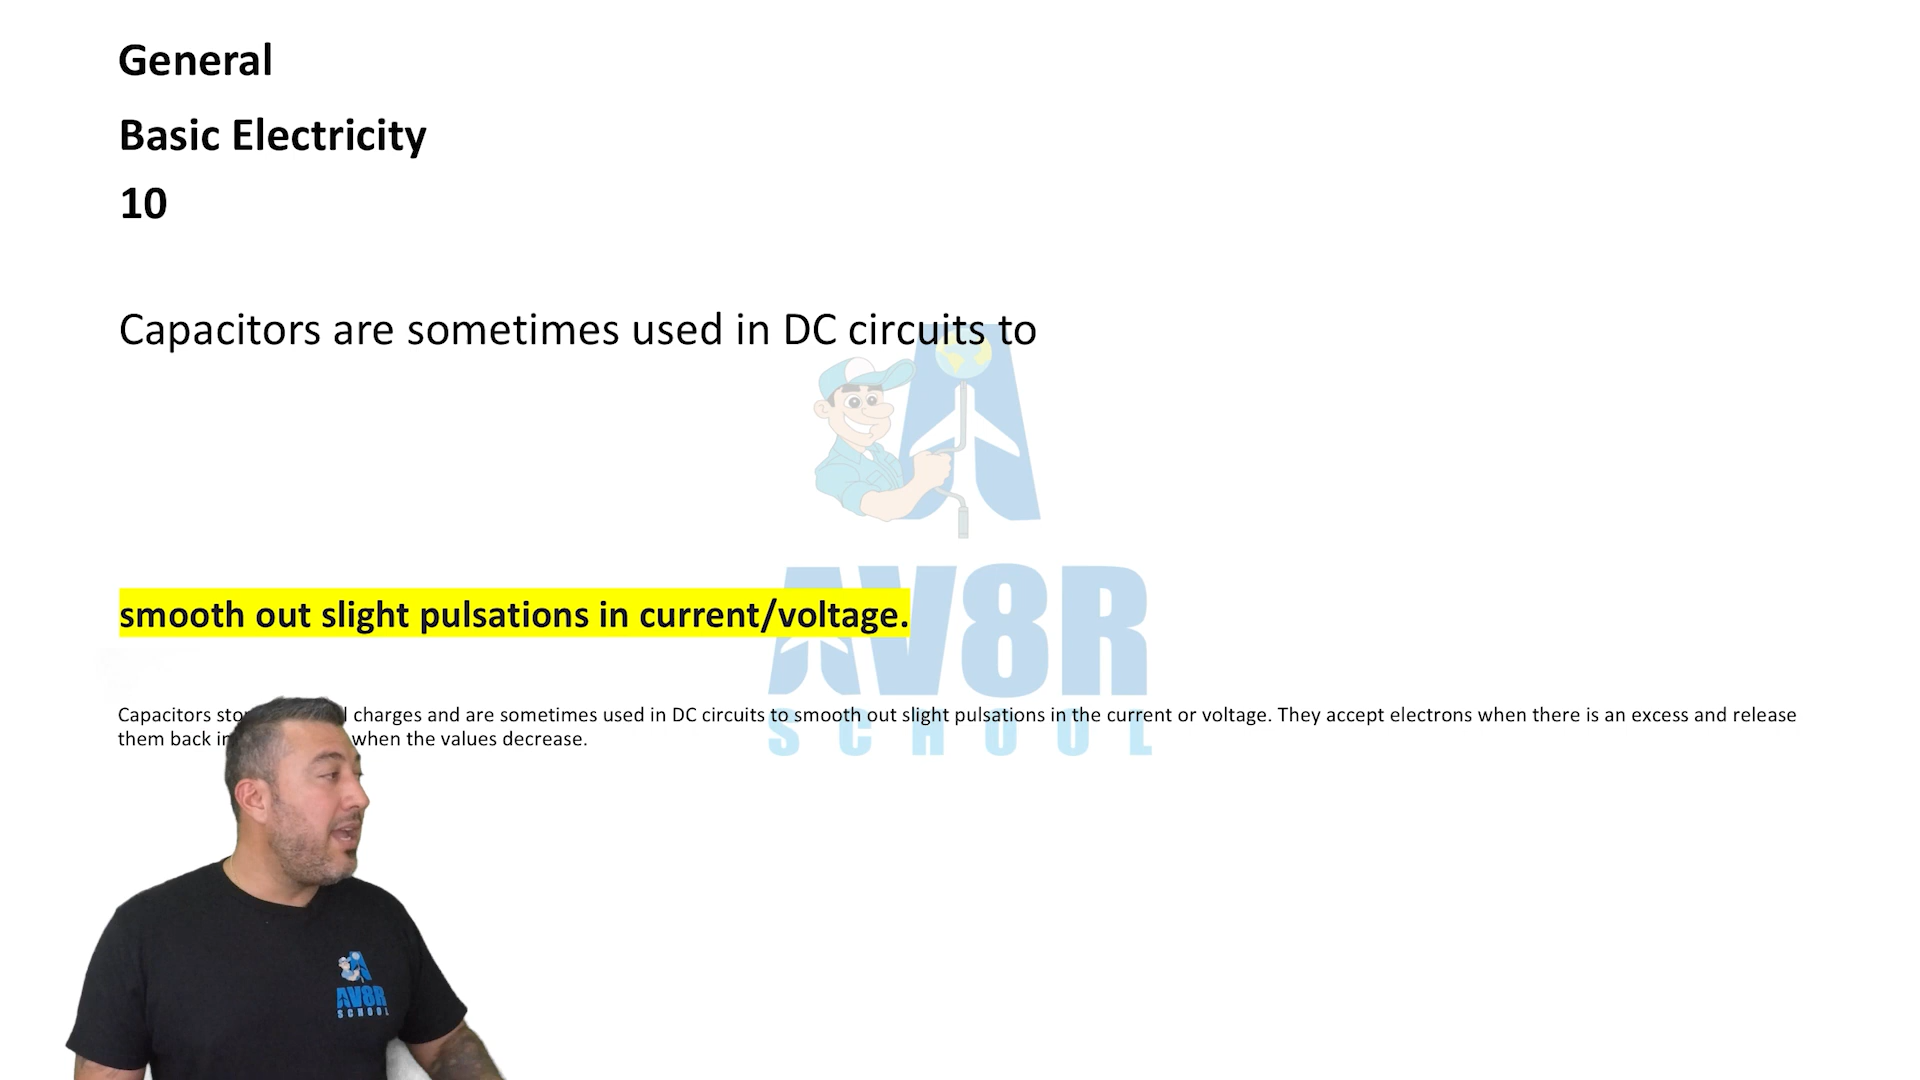 General
Basic Electricity
10
Capacitors are sometimes used in DC circuits to
smooth out slight pulsations in current/voltage.
AV8R
SCHOOL
Capacitors charges and are sometimes used in DC circuits to smooth out slight pulsations in the current or voltage. They accept electrons when there is an excess and release
them back when the values decrease.
AV8R
SCHOOL